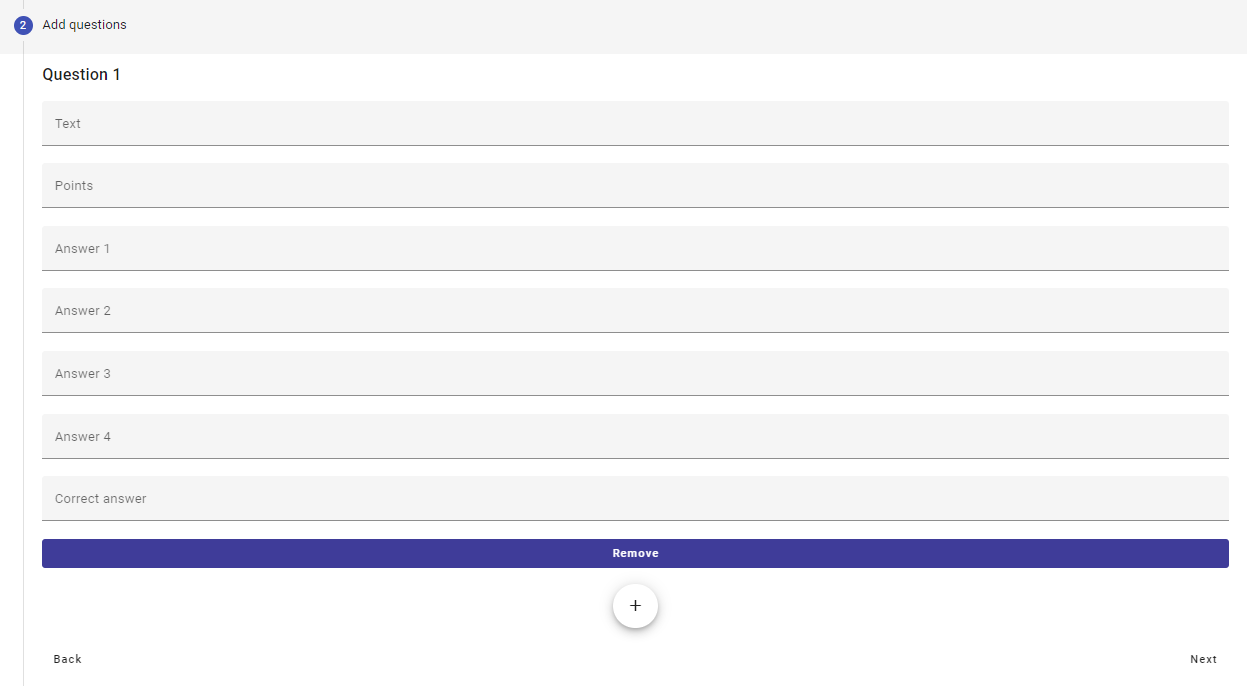 2 Add questions
Question 1
Text
Points
Answer 1
Answer 2
Answer 3
Answer 4
Correct answer
Remove
+
Back Next